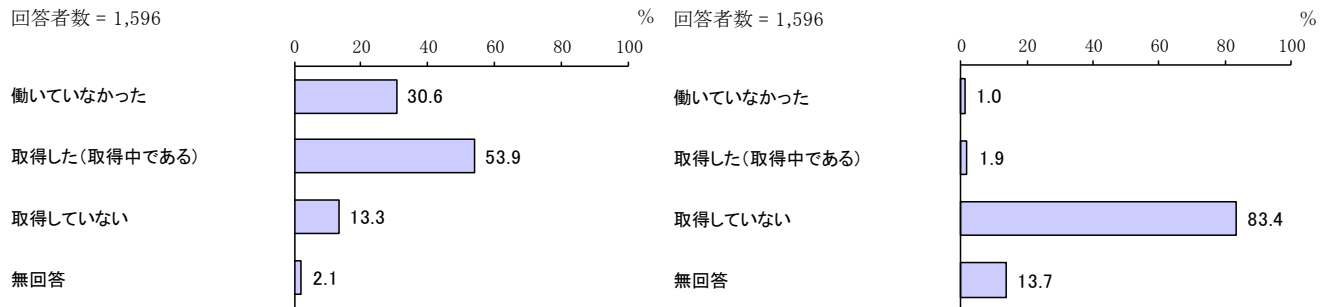 回答者数 = 1,596
%
0 20 40 60 80 100
働いていなかった 30.6
取得した(取得中である) 53.9
取得していない 13.3
無回答 2.1
回答者数 = 1,596
%
0 20 40 60 80 100
働いていなかった 1.0
取得した(取得中である) 1.9
取得していない 83.4
無回答 13.7